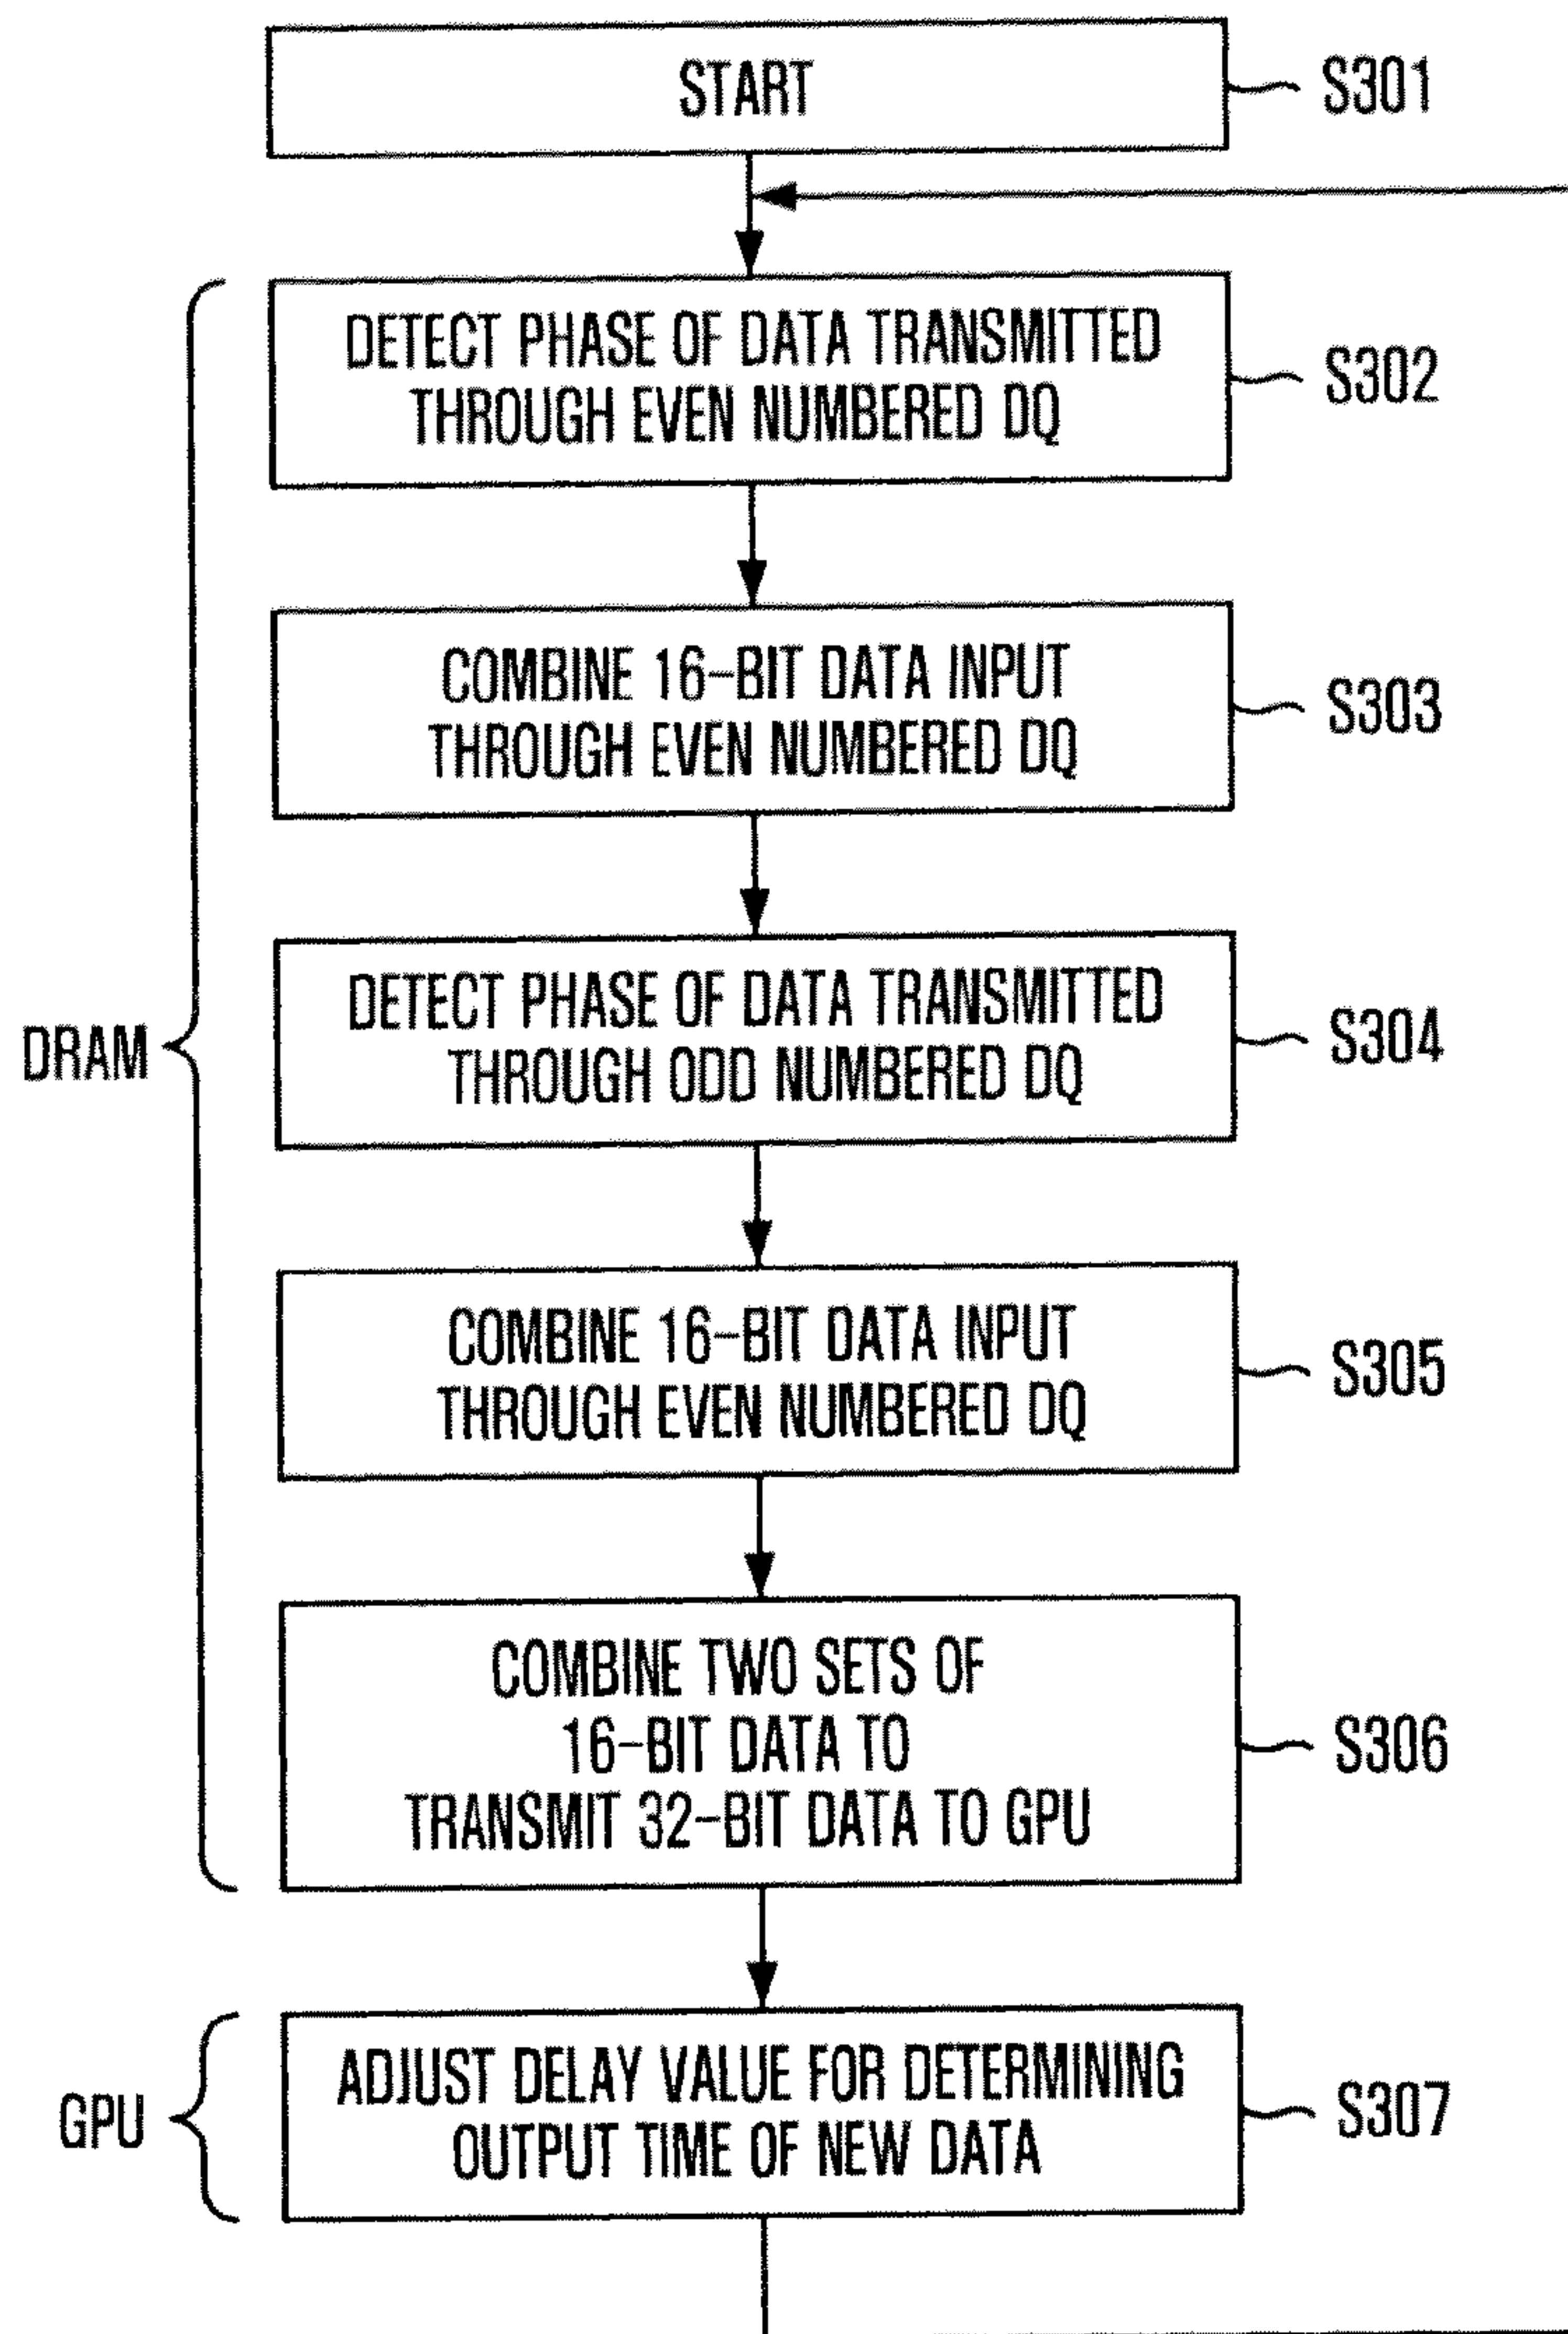 START
S301
DETECT PHASE OF DATA TRANSMITTED
THROUGH EVEN NUMBERED DQ
S302
COMBINE 16-BIT DATA INPUT
THROUGH EVEN NUMBERED DQ
S303
DETECT PHASE OF DATA TRANSMITTED
THROUGH ODD NUMBERED DQ
S304
DRAM
COMBINE 16-BIT DATA INPUT
THROUGH EVEN NUMBERED DQ
S305
COMBINE TWO SETS OF
16-BIT DATA TO
TRANSMIT 32-BIT DATA TO GPU
S306
GPU
ADJUST DELAY VALUE FOR DETERMINING
OUTPUT TIME OF NEW DATA
S307